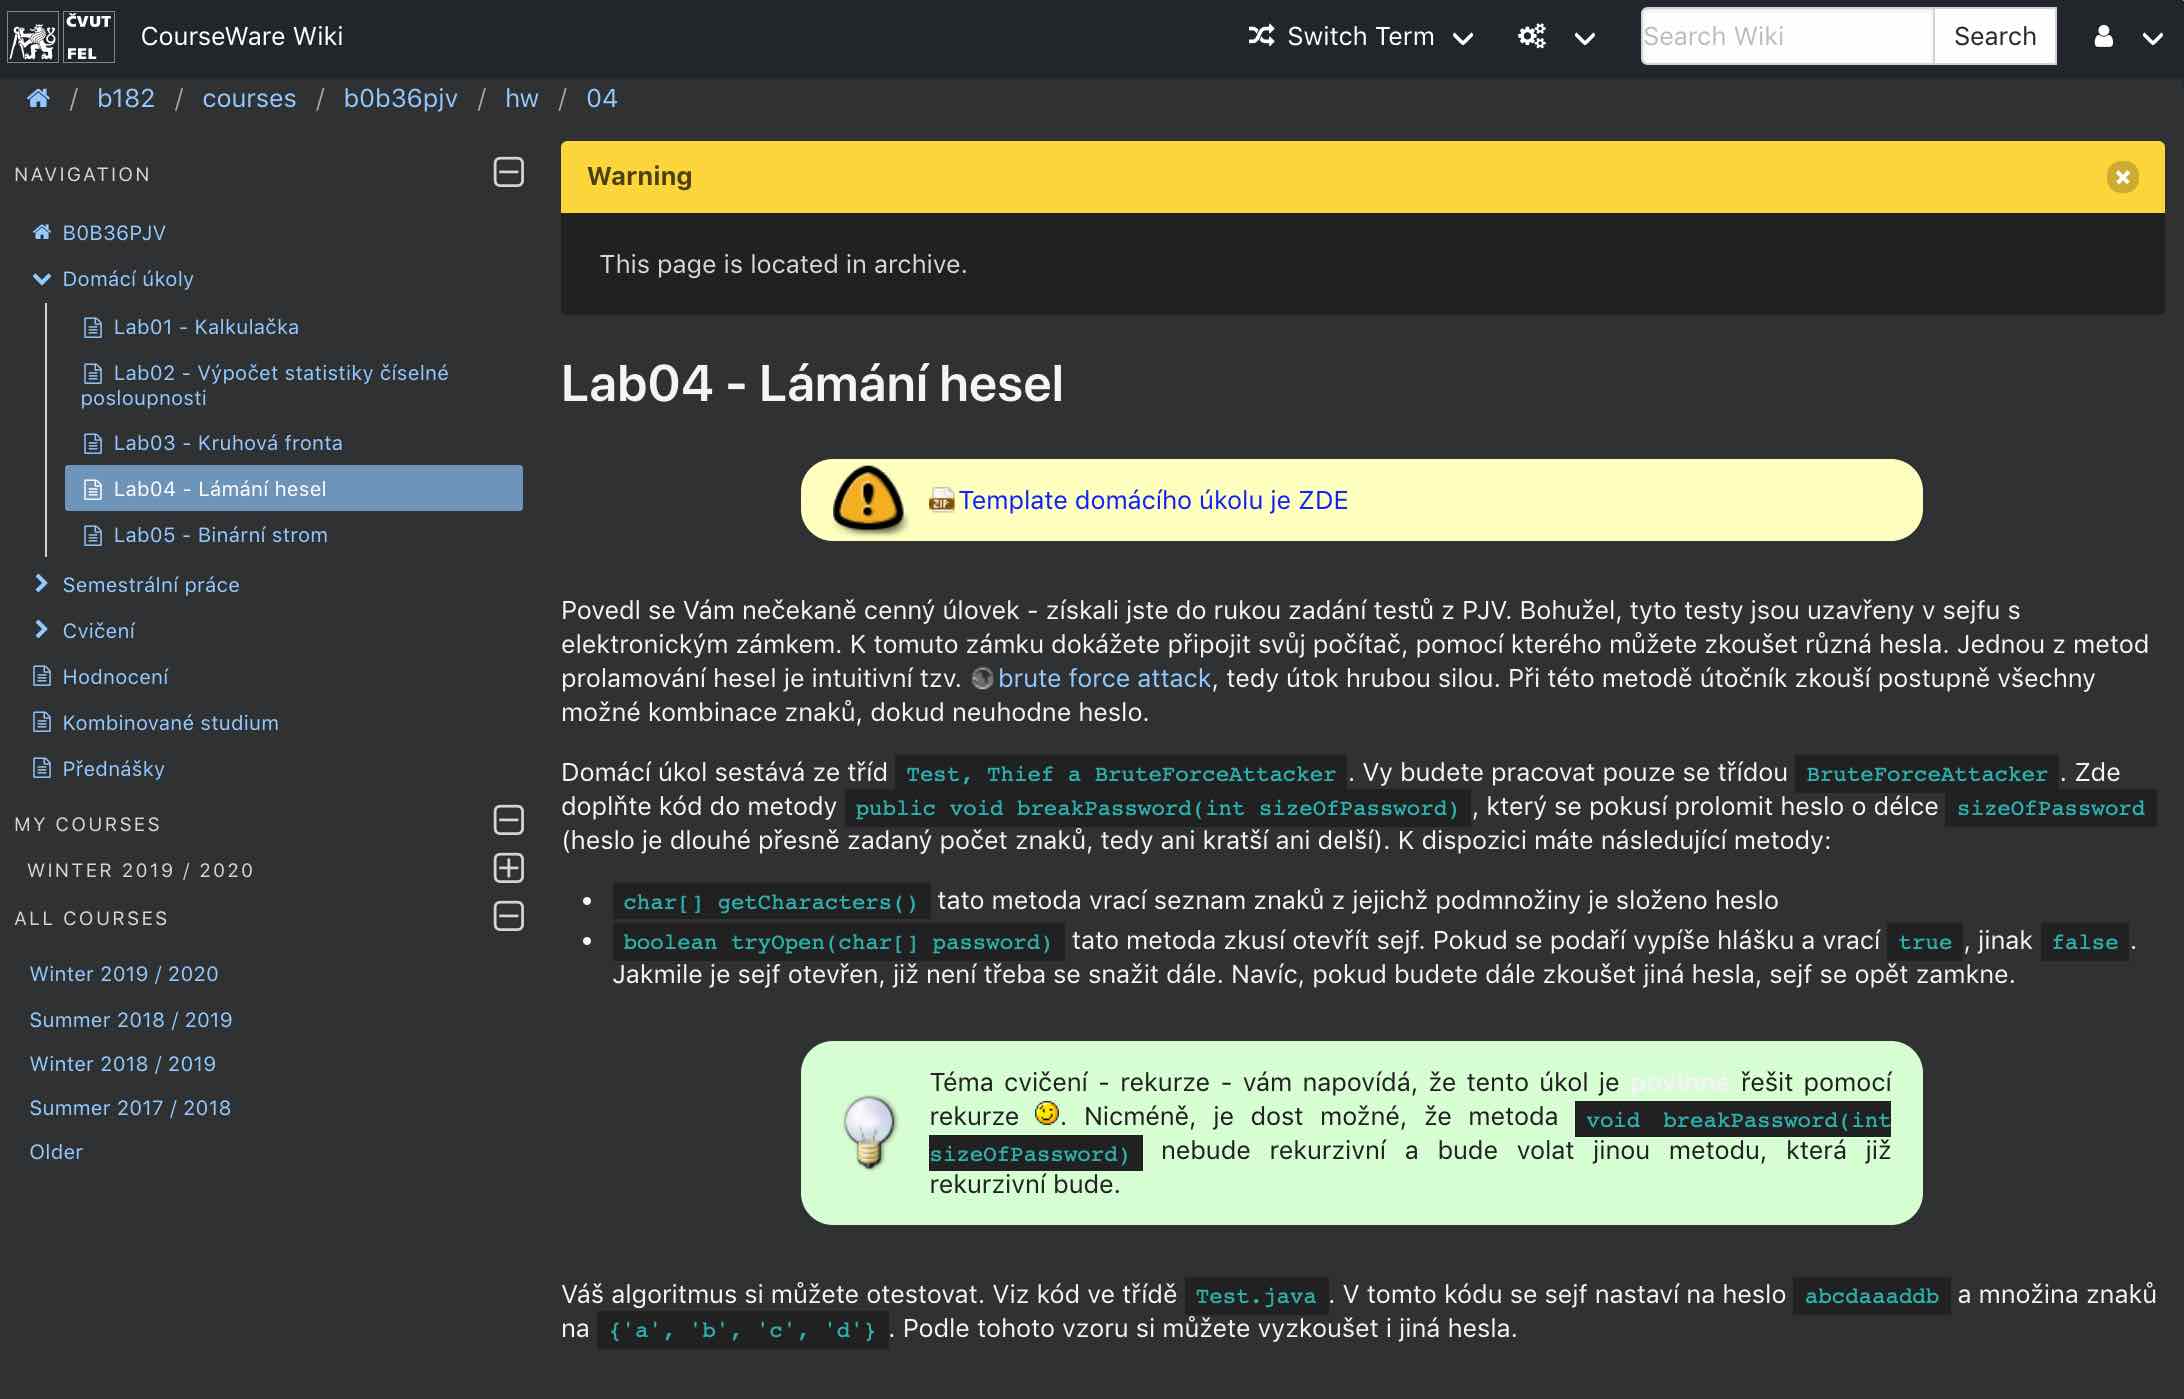 ČVUT
FEL
CourseWare Wiki
Switch Term
Search Wiki
Search
/ b182 / courses / b0b36pjv / hw / 04
NAVIGATION
B0B36PJV
Domácí úkoly
Lab01 - Kalkulačka
Lab02 - Výpočet statistiky číselné
posloupnosti
Lab03 - Kruhová fronta
Lab04 - Lámání hesel
Lab05 - Binární strom
Semestrální práce
Cvičení
Hodnocení
Kombinované studium
Přednášky
MY COURSES
WINTER 2019 / 2020
ALL COURSES
Winter 2019 / 2020
Summer 2018 / 2019
Winter 2018 / 2019
Summer 2017 / 2018
Older
Warning
This page is located in archive.
Lab04 - Lámání hesel
ZIP Template domácího úkolu je ZDE
Povedl se Vám nečekaně cenný úlovek - získali jste do rukou zadání testů z PJV. Bohužel, tyto testy jsou uzavřeny v sejfu s
elektronickým zámkem. K tomuto zámku dokážete připojit svůj počítač, pomocí kterého můžete zkoušet různá hesla. Jednou z metod
prolamování hesel je intuitivní tzv. brute force attack, tedy útok hrubou silou. Při této metodě útočník zkouší postupně všechny
možné kombinace znaků, dokud neuhodne heslo.
Domácí úkol sestává ze tříd Test, Thief a BruteForceAttacker. Vy budete pracovat pouze se třídou BruteForceAttacker. Zde
doplňte kód do metody public void breakPassword(int sizeOfPassword), který se pokusí prolomit heslo o délce sizeOfPassword
(heslo je dlouhé přesně zadaný počet znaků, tedy ani kratší ani delší). K dispozici máte následující metody:
• char[] getCharacters() tato metoda vrací seznam znaků z jejichž podmnožiny je složeno heslo
• boolean tryOpen(char[] password) tato metoda zkusí otevřít sejf. Pokud se podaří vypíše hlášku a vrací true, jinak false.
Jakmile je sejf otevřen, již není třeba se snažit dále. Navíc, pokud budete dále zkoušet jiná hesla, sejf se opět zamkne.
Téma cvičení - rekurze - vám napovídá, že tento úkol je povinné řešit pomocí
rekurze . Nicméně, je dost možné, že metoda void breakPassword(int
sizeOfPassword) nebude rekurzivní a bude volat jinou metodu, která již
rekurzivní bude.
Váš algoritmus si můžete otestovat. Viz kód ve třídě Test.java. V tomto kódu se sejf nastaví na heslo abcdaaaddb a množina znaků
na {'a', 'b', 'c', 'd'}. Podle tohoto vzoru si můžete vyzkoušet i jiná hesla.